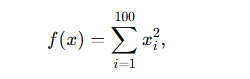 f(x) = \sum_{i=1}^{100} x_i^2,